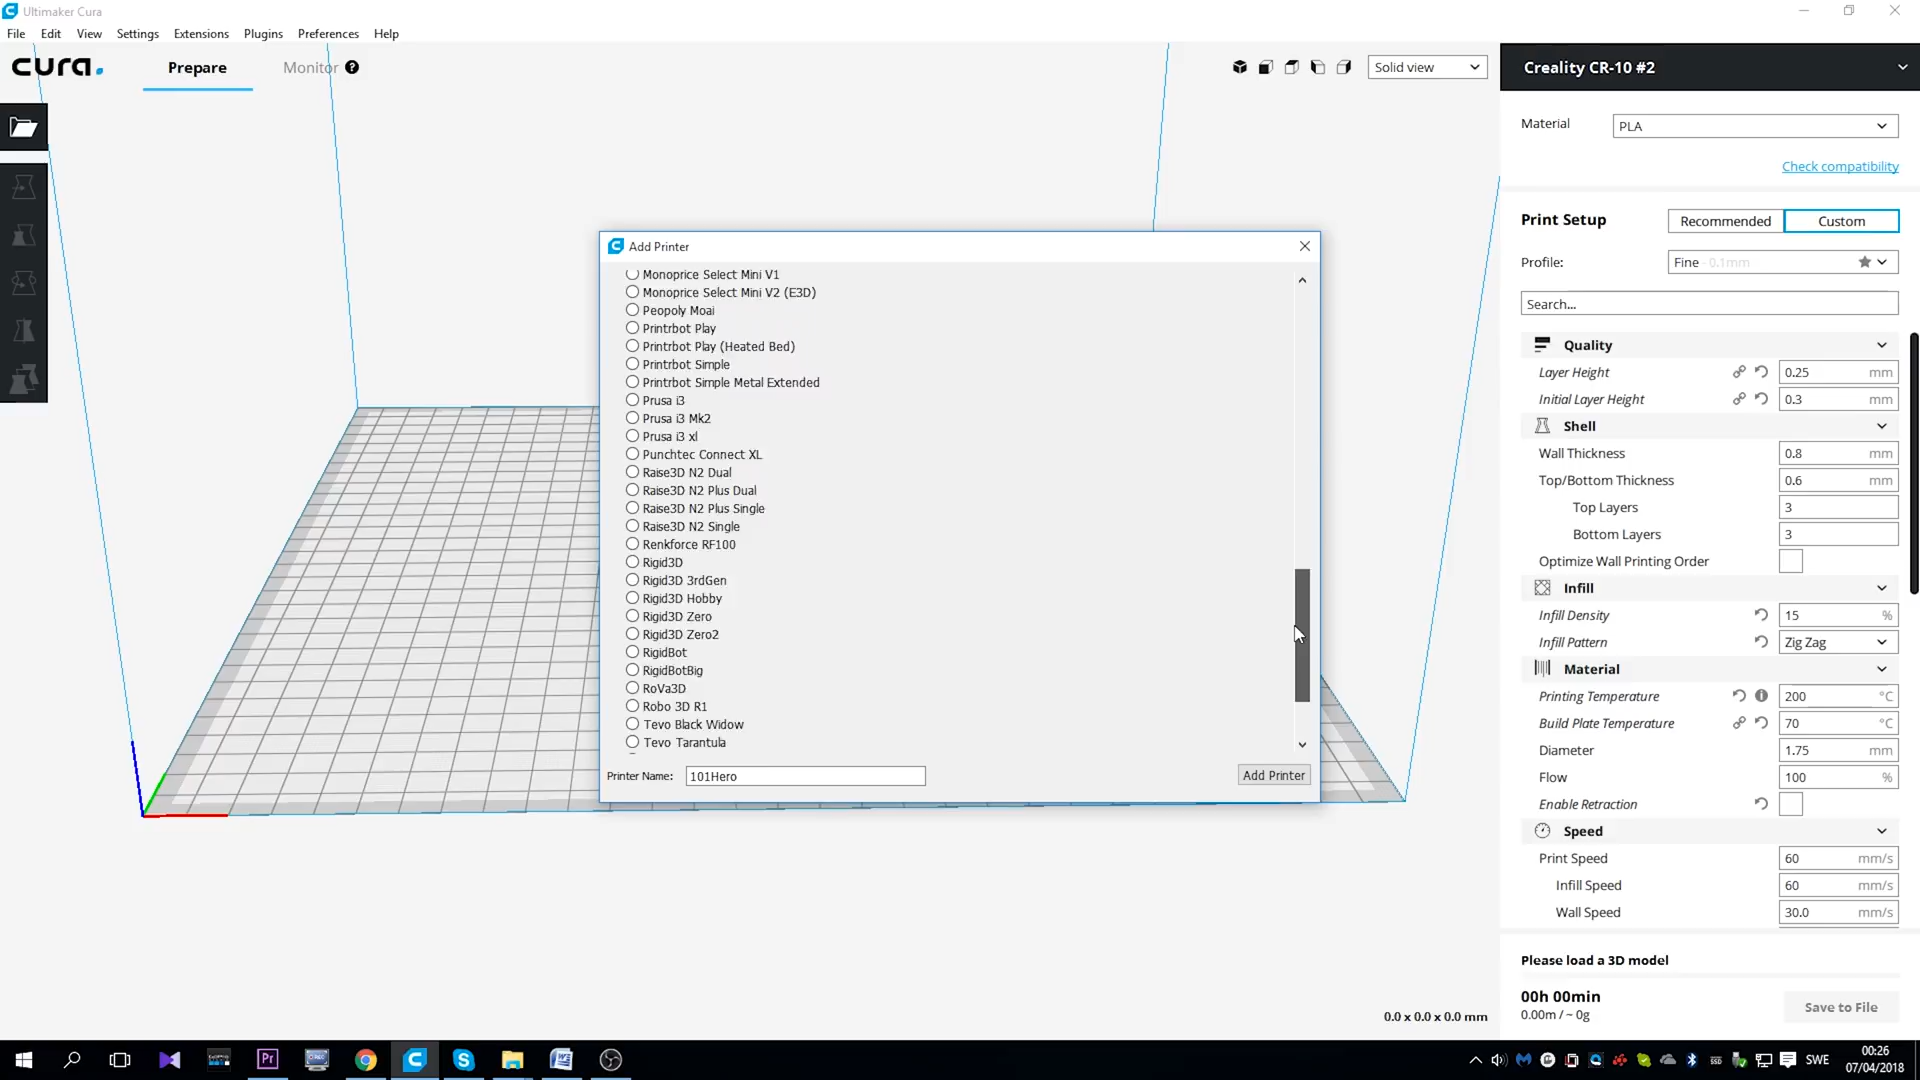 Ultimaker Cura
File Edit View Settings Extensions Plugins Preferences Help
cura. Prepare Monitor ? Solid view
Creality CR-10 #2
Material PLA
Check compatibility
Print Setup Recommended Custom
Profile: Fine - 0.1mm
Search...
Quality
Layer Height 0.25 mm
Initial Layer Height 0.3 mm
Shell
Wall Thickness 0.8 mm
Top/Bottom Thickness 0.6 mm
Top Layers 3
Bottom Layers 3
Optimize Wall Printing Order
Infill
Infill Density 15 %
Infill Pattern Zig Zag
Material
Printing Temperature 200 °C
Build Plate Temperature 70 °C
Diameter 1.75 mm
Flow 100 %
Enable Retraction
Speed
Print Speed 60 mm/s
Infill Speed 60 mm/s
Wall Speed 30.0 mm/s
Please load a 3D model
00h 00min
0.00m / ~ 0g
Save to File
Add Printer
Monoprice Select Mini V1
Monoprice Select Mini V2 (E3D)
Peopoly Moai
Printrbot Play
Printrbot Play (Heated Bed)
Printrbot Simple
Printrbot Simple Metal Extended
Prusa i3
Prusa i3 Mk2
Prusa i3 xl
Punchtec Connect XL
Raise3D N2 Dual
Raise3D N2 Plus Dual
Raise3D N2 Plus Single
Raise3D N2 Single
Renkforce RF100
Rigid3D
Rigid3D 3rdGen
Rigid3D Hobby
Rigid3D Zero
Rigid3D Zero2
RigidBot
RigidBotBig
RoVa3D
Robo 3D R1
Tevo Black Widow
Tevo Tarantula
Printer Name: 101Hero Add Printer
0.0 x 0.0 x 0.0 mm
Pr
SWE
00:26
07/04/2018